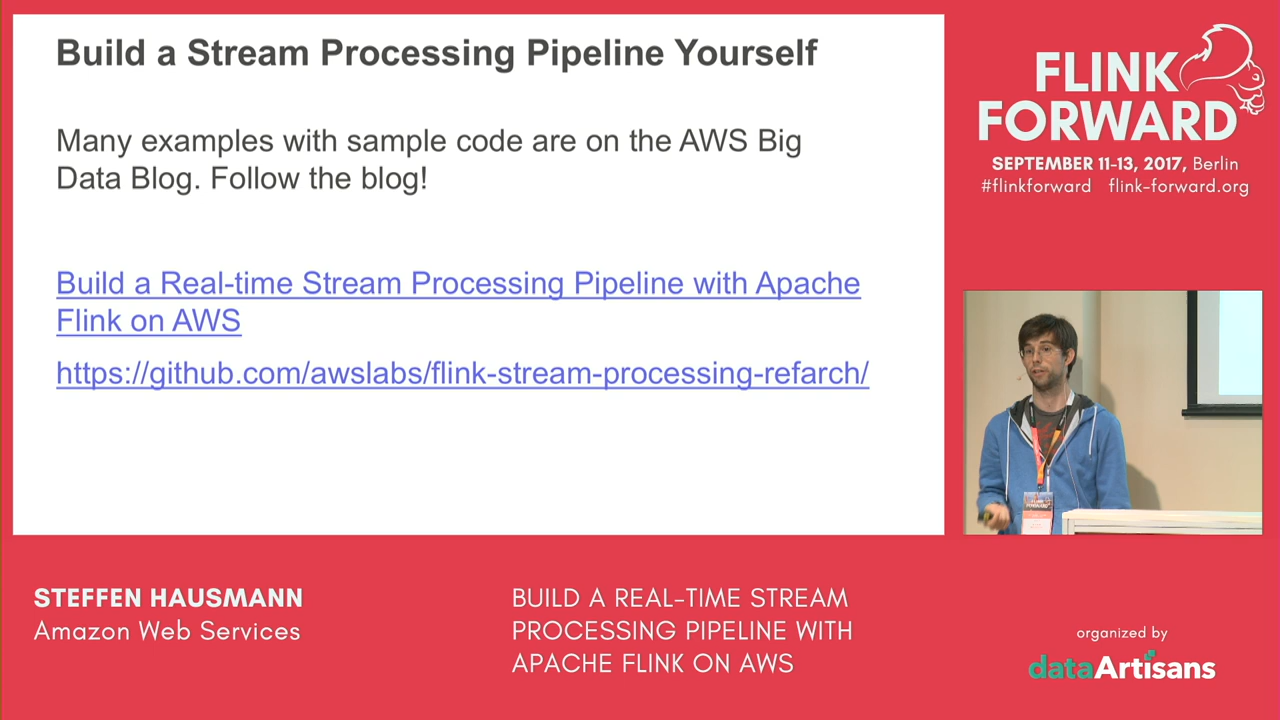 Build a Stream Processing Pipeline Yourself
Many examples with sample code are on the AWS Big
Data Blog. Follow the blog!
Build a Real-time Stream Processing Pipeline with Apache
Flink on AWS
https://github.com/awslabs/flink-stream-processing-refarch/
FLINK
FORWARD
SEPTEMBER 11-13, 2017, Berlin
#flinkforward flink-forward.org
STEFFEN HAUSMANN
Amazon Web Services
BUILD A REAL-TIME STREAM
PROCESSING PIPELINE WITH
APACHE FLINK ON AWS
organized by
dataArtisans